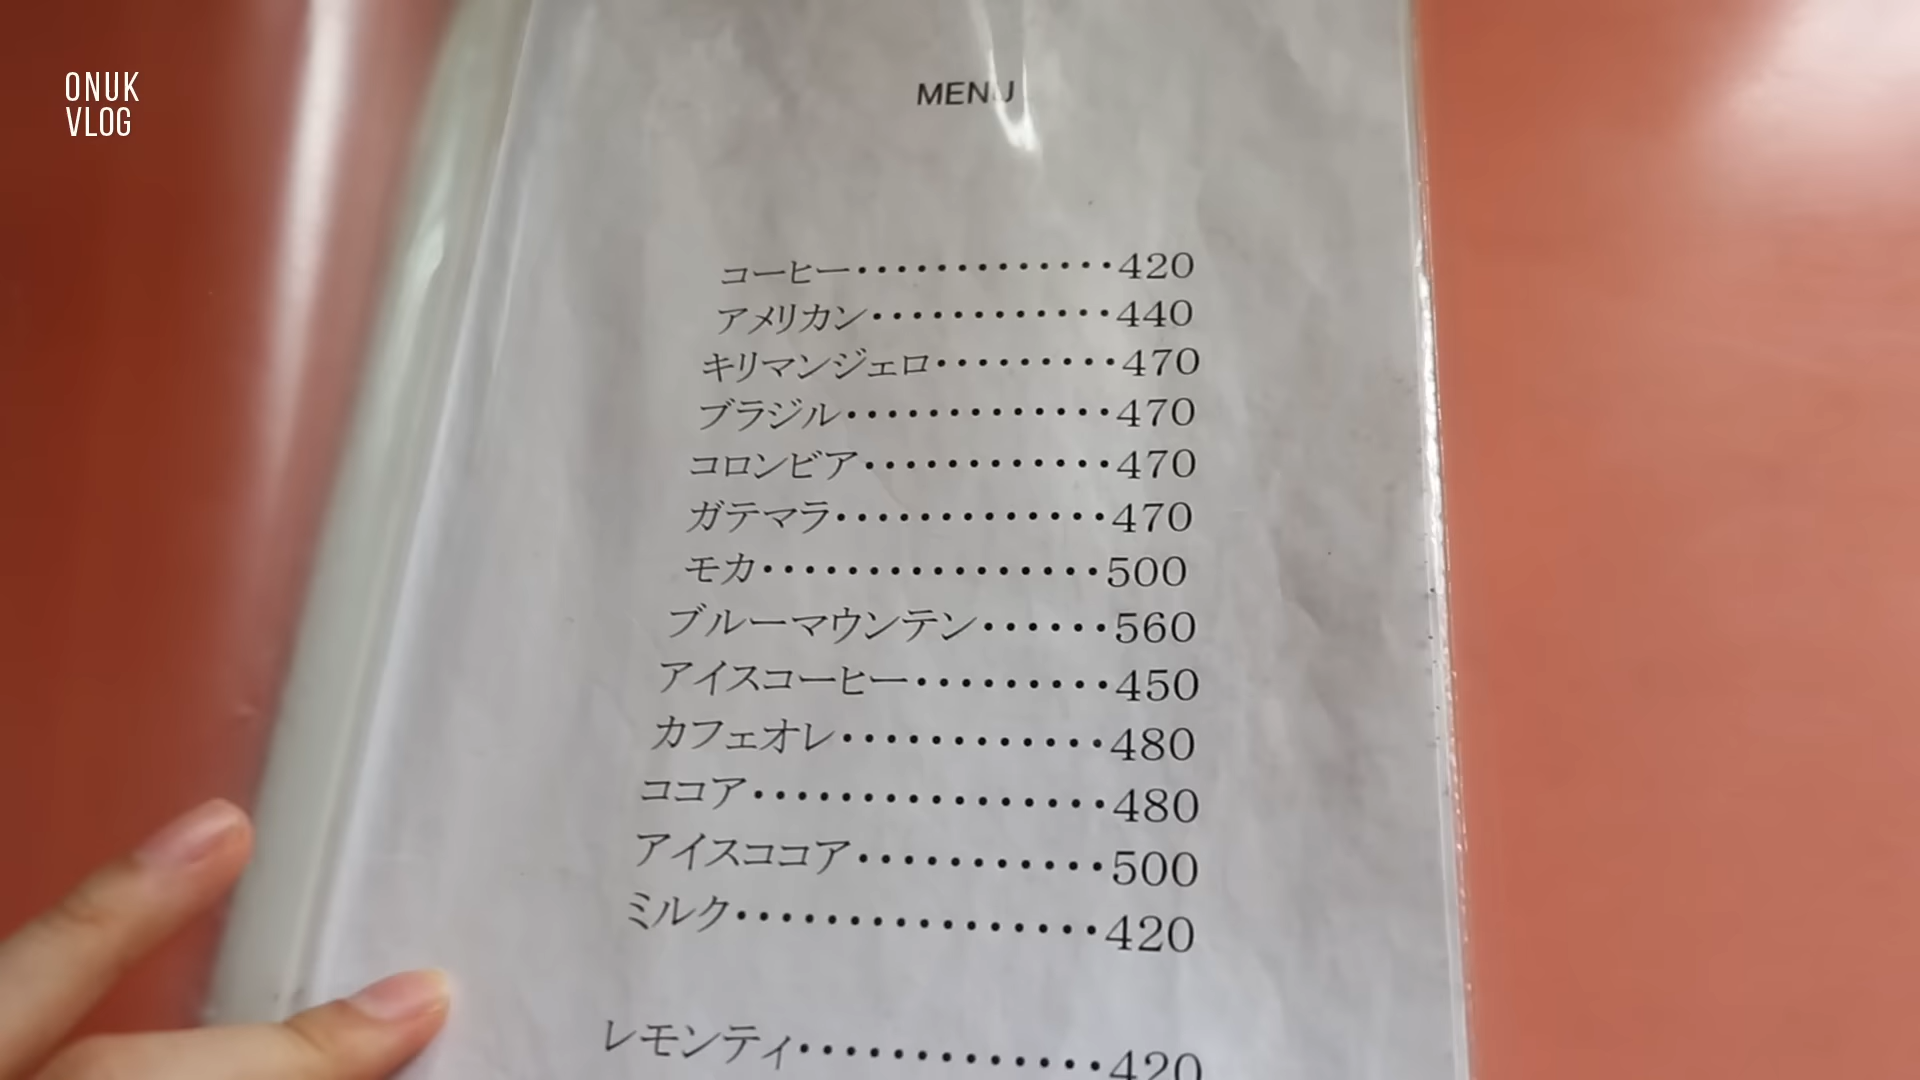 ONUK
VLOG
MENU
コーヒー・・・・・・・・・・・・・420
アメリカン・・・・・・・・・・・・440
キリマンジェロ・・・・・・・・・470
ブラジル・・・・・・・・・・・・・470
コロンビア・・・・・・・・・・・・470
ガテマラ・・・・・・・・・・・・・470
モカ・・・・・・・・・・・・・・・・500
ブルーマウンテン・・・・・・560
アイスコーヒー・・・・・・・・・450
カフェオレ・・・・・・・・・・・・480
ココア・・・・・・・・・・・・・・・480
アイスココア・・・・・・・・・・・500
ミルク・・・・・・・・・・・・・・・420
レモンティ・・・・・・・・・・・・・420